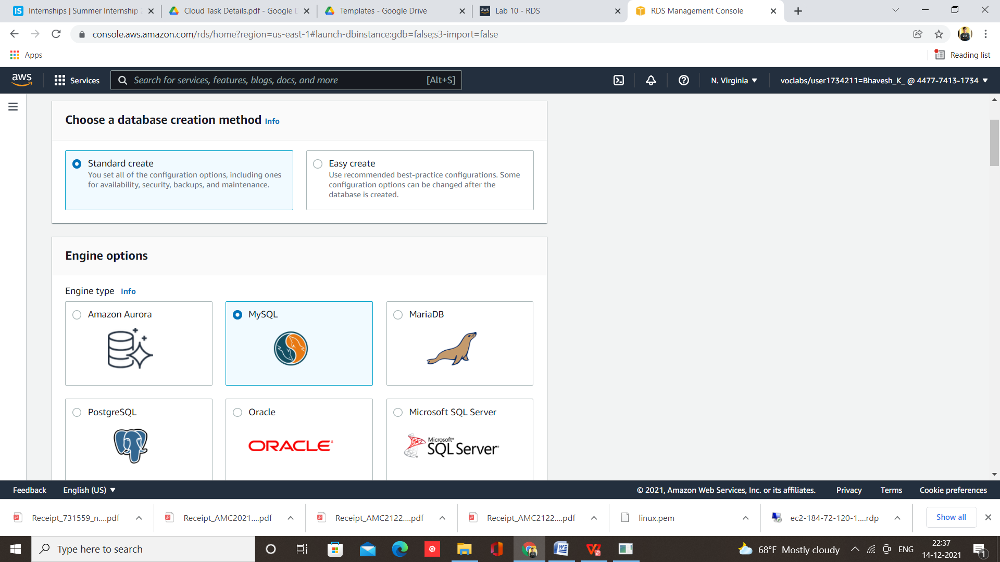 Internships | Summer Internship
Cloud Task Details.pdf - Google
Templates - Google Drive
Lab 10 - RDS
RDS Management Console
console.aws.amazon.com/rds/home?region=us-east-1#launch-dbinstance:gdb=false;s3-import=false
Apps
Reading list
aws
Services
Search for services, features, blogs, docs, and more
[Alt+S]
N. Virginia
voclabs/user1734211=Bhavesh_K_ @ 4477-7413-1734
Choose a database creation method Info
Standard create
You set all of the configuration options, including ones
for availability, security, backups, and maintenance.
Easy create
Use recommended best-practice configurations. Some
configuration options can be changed after the
database is created.
Engine options
Engine type Info
Amazon Aurora
MySQL
MariaDB
PostgreSQL
Oracle
ORACLE
Microsoft SQL Server
Microsoft
SQL Server
Feedback
English (US)
© 2021, Amazon Web Services, Inc. or its affiliates.
Privacy
Terms
Cookie preferences
Receipt_731559_n....pdf
Receipt_AMC2021....pdf
Receipt_AMC2122....pdf
Receipt_AMC2122....pdf
linux.pem
ec2-184-72-120-1....rdp
Show all
Type here to search
68°F Mostly cloudy
ENG
22:37
14-12-2021
1